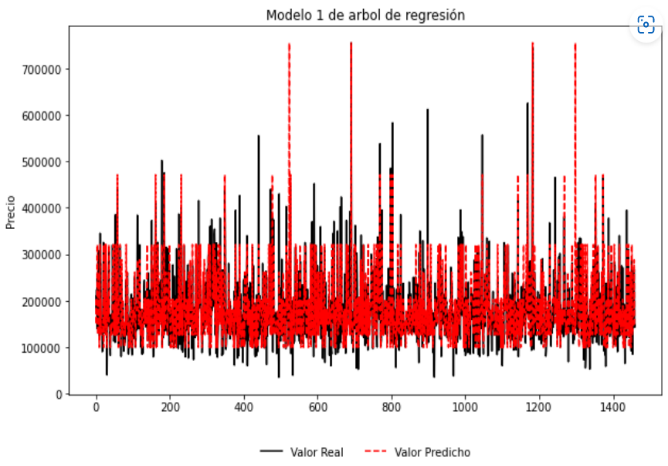 Modelo 1 de arbol de regresión
700000
600000
500000
400000
300000
200000
100000
0
Precio
0 200 400 600 800 1000 1200 1400
Valor Real Valor Predicho